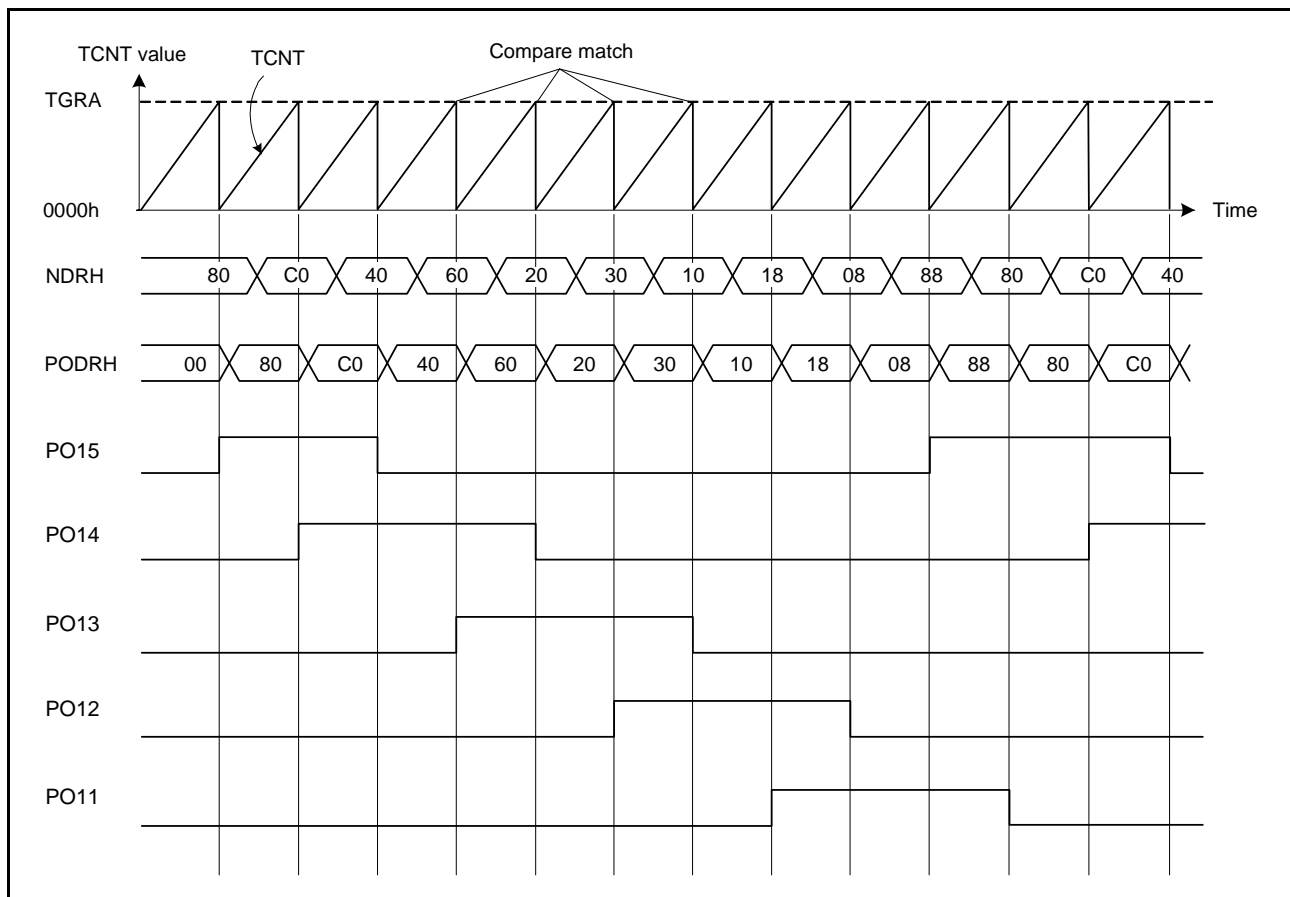 TCNT value
TCNT
Compare match
TGRA
0000h
Time
NDRH 80 C0 40 60 20 30 10 18 08 88 80 C0 40
PODRH 00 80 C0 40 60 20 30 10 18 08 88 80 C0
PO15
PO14
PO13
PO12
PO11